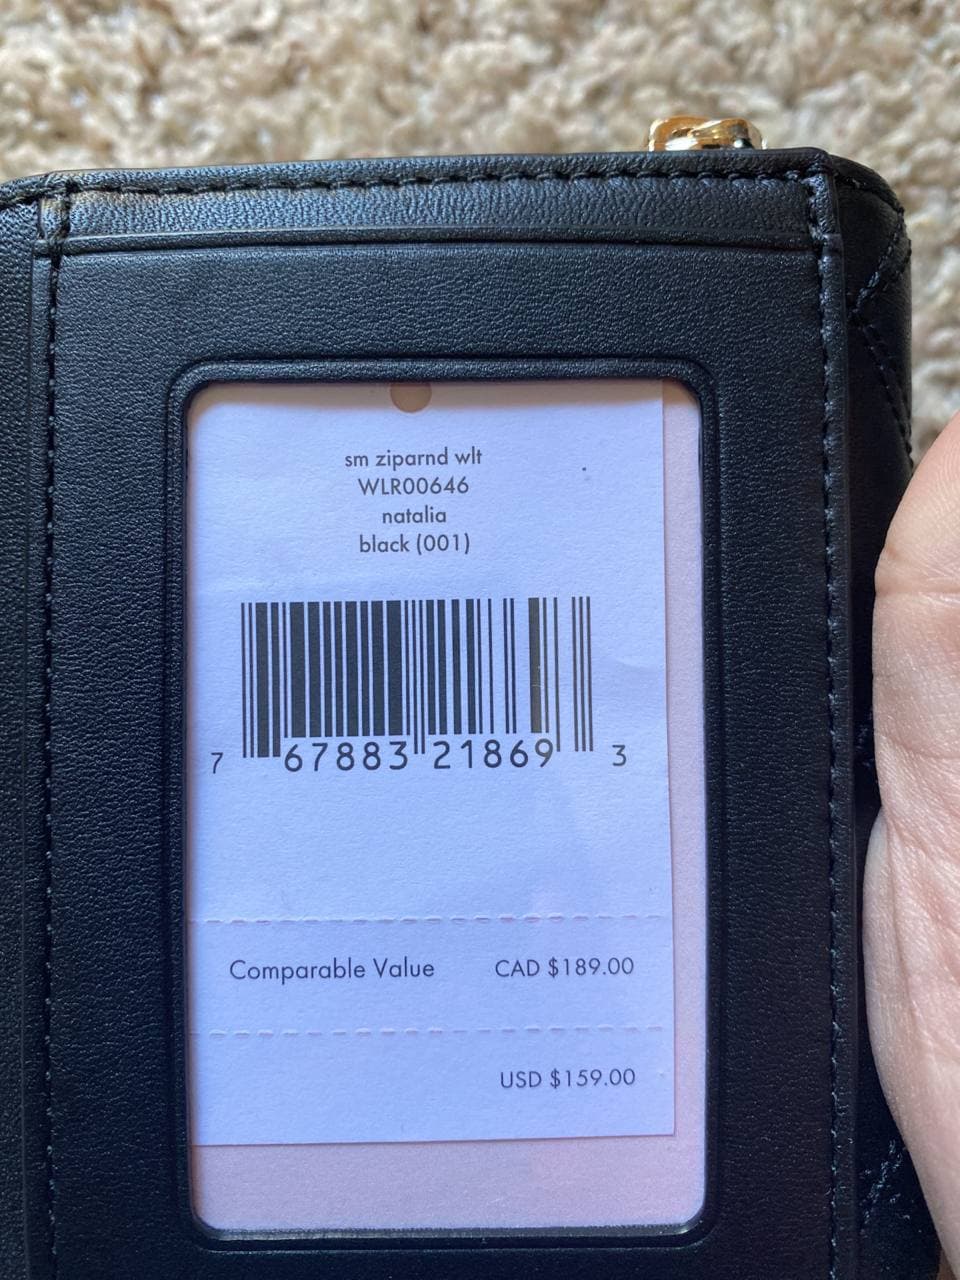 sm ziparnd wlt
WLR00646
natalia
black (001)
7 67883 21869 3
Comparable Value CAD $189.00
USD $159.00